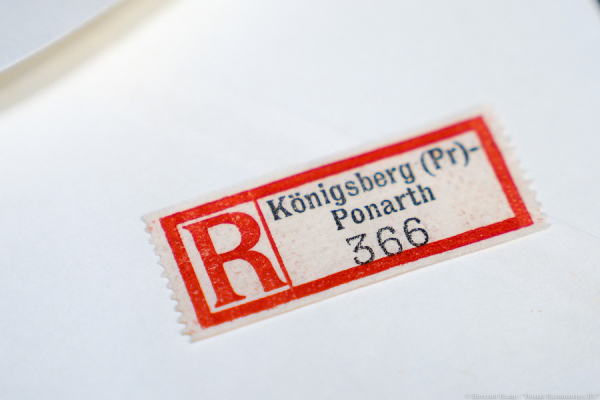 R
Königsberg (Pr)-
Ponarth
366